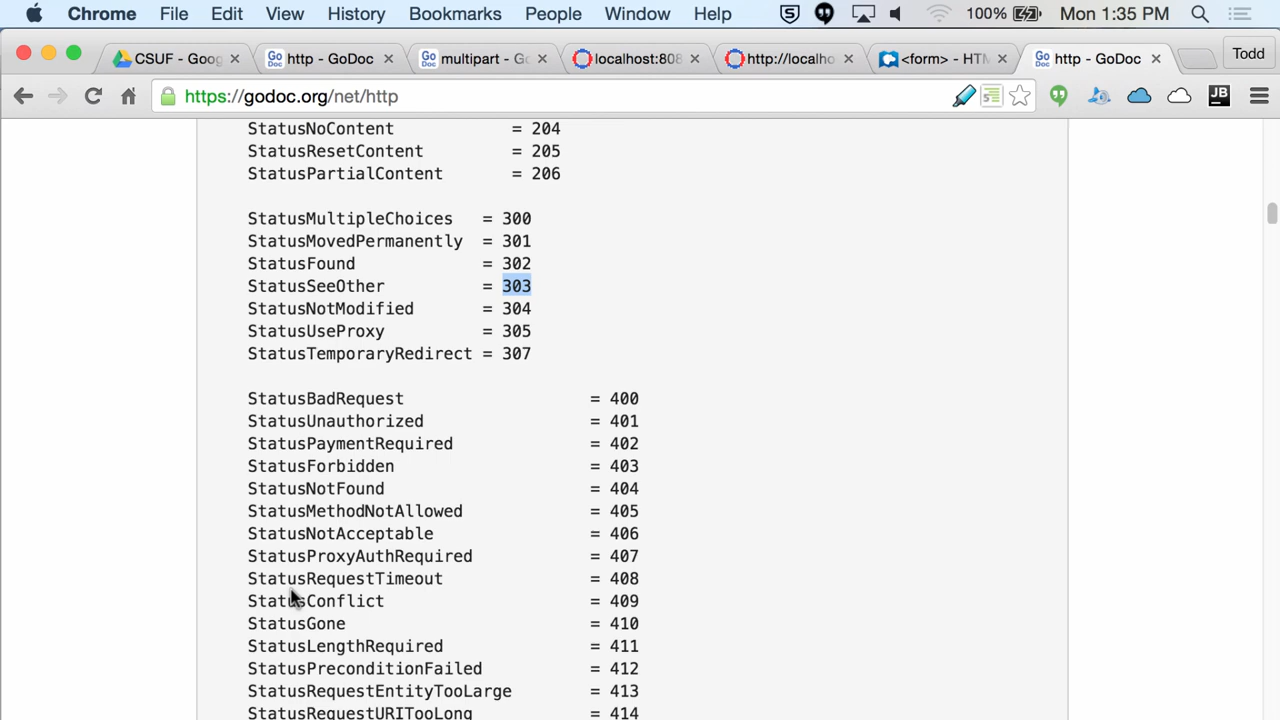 Chrome File Edit View History Bookmarks People Window Help 100% Mon 1:35 PM
CSUF - Goog http - GoDoc multipart - Go localhost:808 http://localho <form> - HTM http - GoDoc Todd
https://godoc.org/net/http JB
StatusNoContent = 204
StatusResetContent = 205
StatusPartialContent = 206
StatusMultipleChoices = 300
StatusMovedPermanently = 301
StatusFound = 302
StatusSeeOther = 303
StatusNotModified = 304
StatusUseProxy = 305
StatusTemporaryRedirect = 307
StatusBadRequest = 400
StatusUnauthorized = 401
StatusPaymentRequired = 402
StatusForbidden = 403
StatusNotFound = 404
StatusMethodNotAllowed = 405
StatusNotAcceptable = 406
StatusProxyAuthRequired = 407
StatusRequestTimeout = 408
StatusConflict = 409
StatusGone = 410
StatusLengthRequired = 411
StatusPreconditionFailed = 412
StatusRequestEntityTooLarge = 413
StatusRequestURITooLong = 414